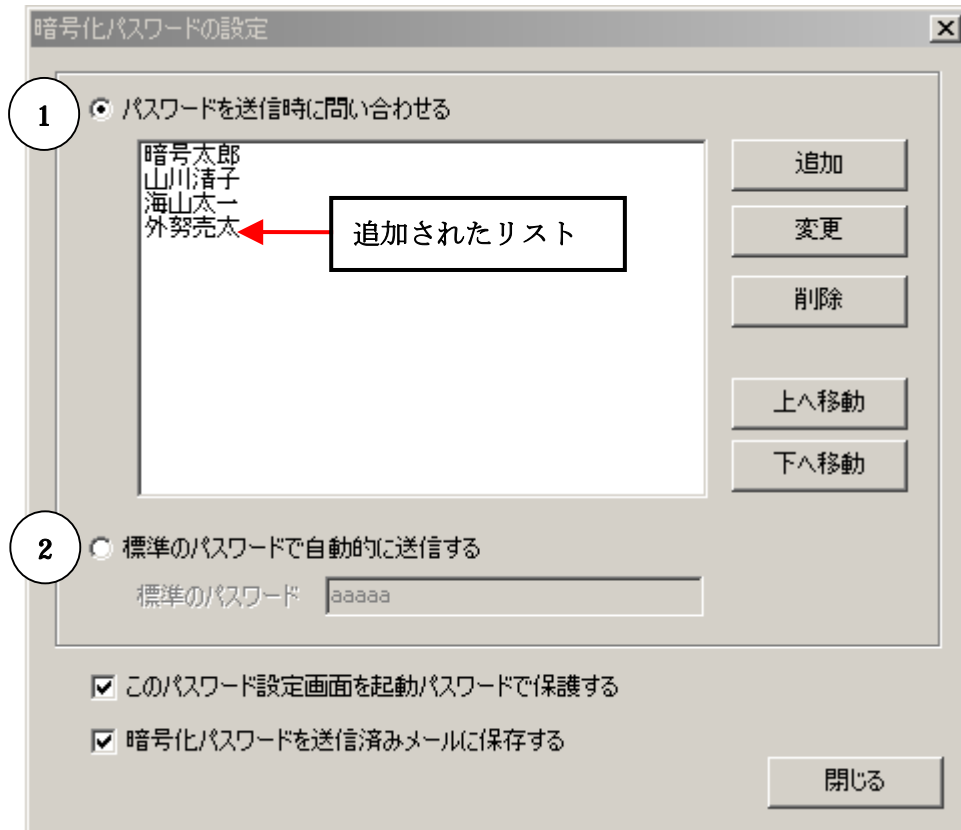 暗号化パスワードの設定
1
パスワードを送信時に問い合わせる
暗号太郎
山川清子
海山太一
外努売太
追加されたリスト
追加
変更
削除
上へ移動
下へ移動
2
標準のパスワードで自動的に送信する
標準のパスワード aaaaa
このパスワード設定画面を起動パスワードで保護する
暗号化パスワードを送信済みメールに保存する
閉じる